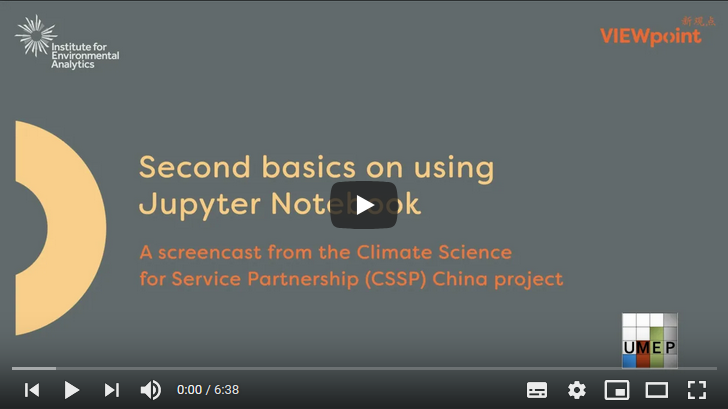 Institute for
Environmental
Analytics
新观点
VIEWpoint
Second basics on using
Jupyter Notebook
A screencast from the Climate Science
for Service Partnership (CSSP) China project
UMEP
0:00 / 6:38